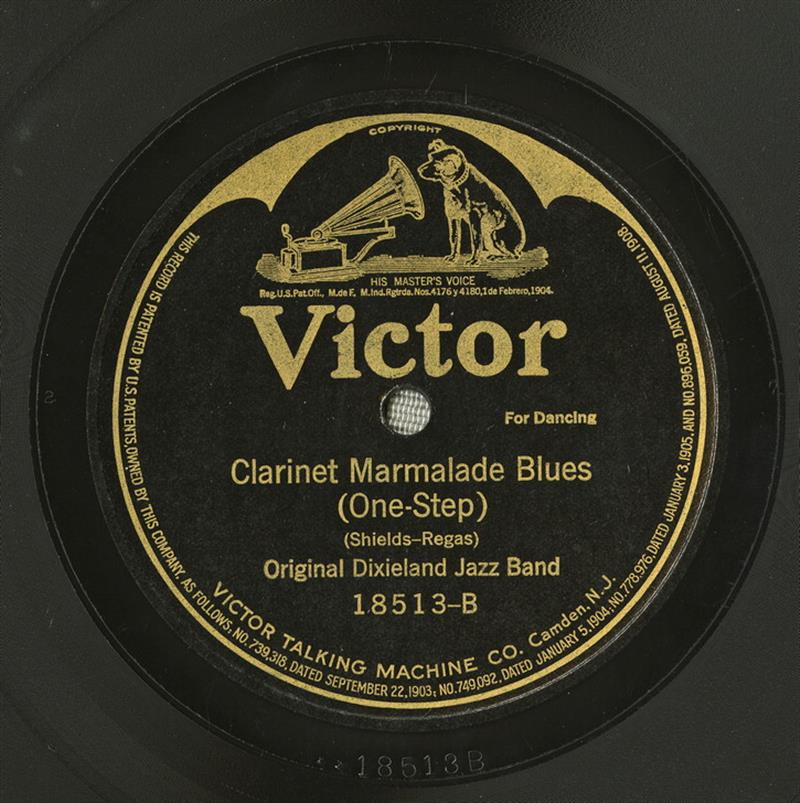 COPYRIGHT
HIS MASTER'S VOICE
Reg.U.S.Pat.Off., M.de F. M.Ind.Rgtrda.Nos.4176 y 4180,1 de Febrero,1904.
Victor
For Dancing
Clarinet Marmalade Blues
(One-Step)
(Shields–Regas)
Original Dixieland Jazz Band
18513–B
VICTOR TALKING MACHINE CO. Camden, N.J.
THIS RECORD IS PATENTED BY U.S. PATENTS, OWNED BY THIS COMPANY, AS FOLLOWS, NO. 739,318, DATED SEPTEMBER 22, 1903; NO. 749,092, DATED JANUARY 5, 1904; NO. 778,976, DATED JANUARY 3, 1905, AND NO. 896,059, DATED AUGUST 11, 1908.
2
18513B